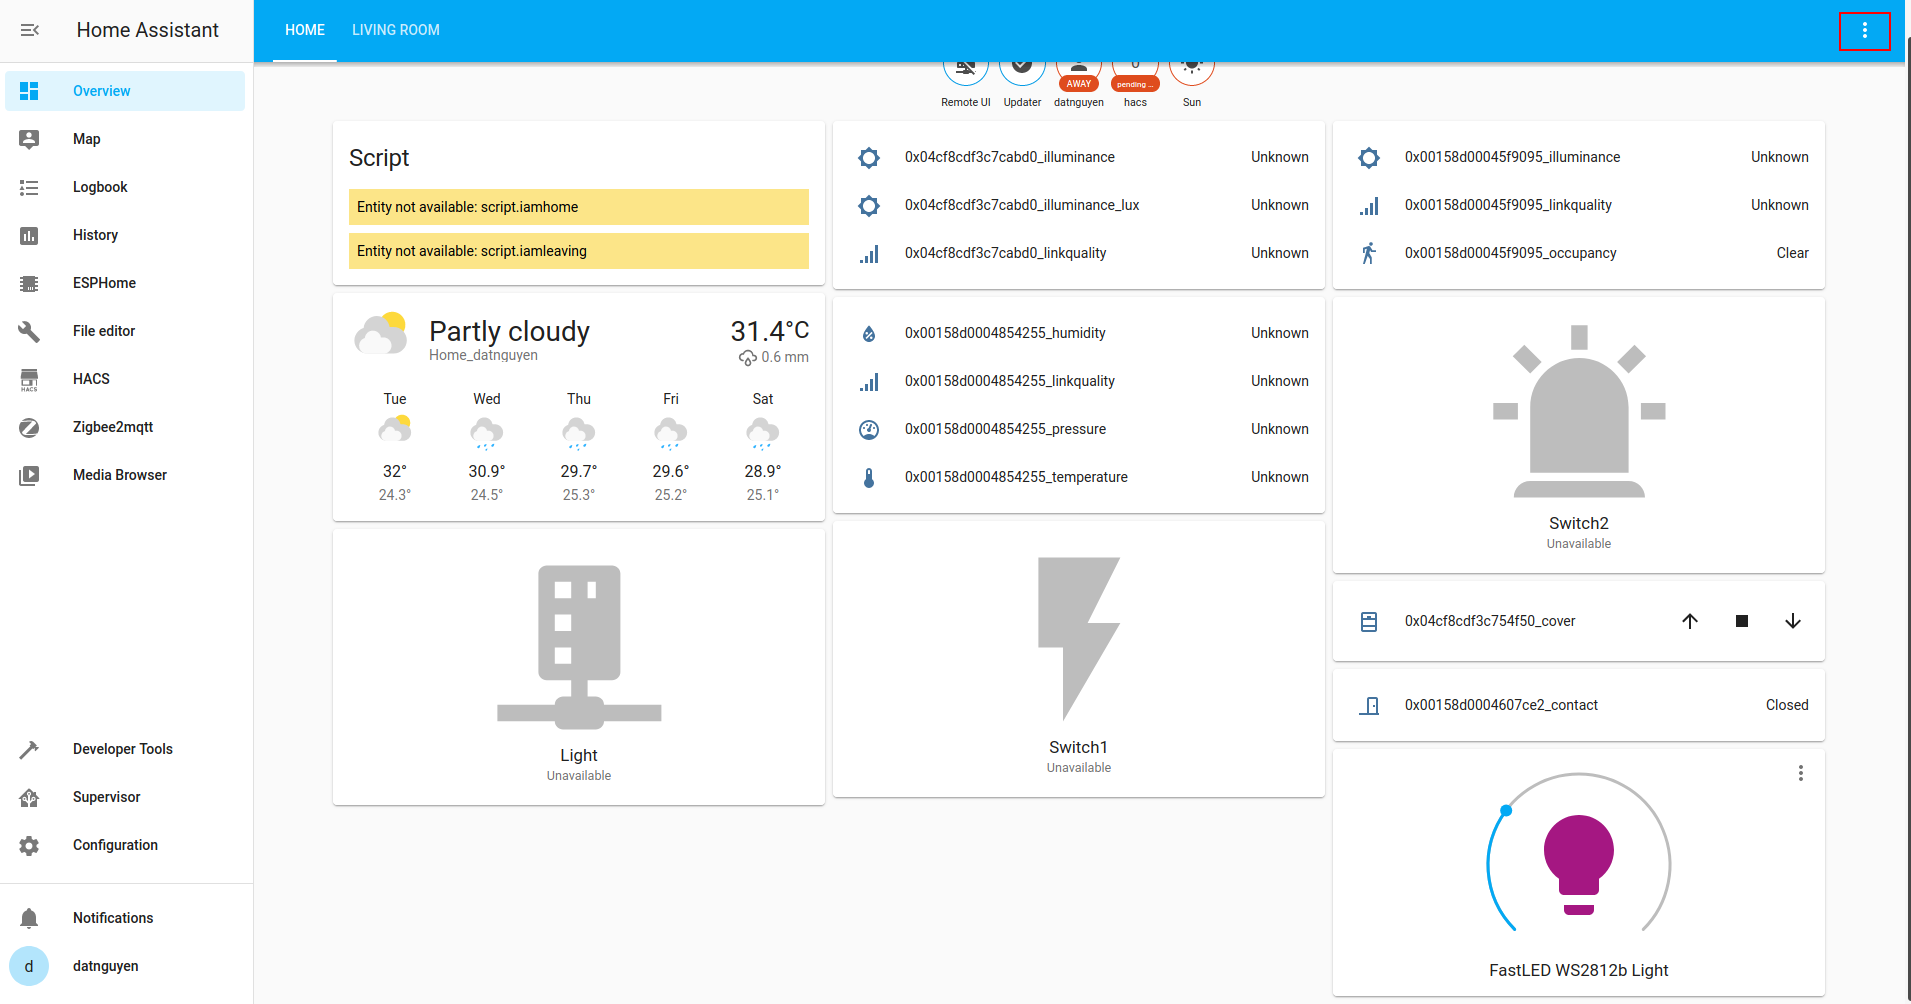 Home Assistant
HOME
LIVING ROOM
Overview
Map
Logbook
History
ESPHome
File editor
HACS
HACS
Zigbee2mqtt
Media Browser
Developer Tools
Supervisor
Configuration
Notifications
d
datnguyen
AWAY
pending ...
Remote UI
Updater
datnguyen
hacs
Sun
Script
Entity not available: script.iamhome
Entity not available: script.iamleaving
Partly cloudy
Home_datnguyen
31.4°C
0.6 mm
Tue Wed Thu Fri Sat
32° 30.9° 29.7° 29.6° 28.9°
24.3° 24.5° 25.3° 25.2° 25.1°
Light
Unavailable
0x04cf8cdf3c7cabd0_illuminance Unknown
0x04cf8cdf3c7cabd0_illuminance_lux Unknown
0x04cf8cdf3c7cabd0_linkquality Unknown
0x00158d0004854255_humidity Unknown
0x00158d0004854255_linkquality Unknown
0x00158d0004854255_pressure Unknown
0x00158d0004854255_temperature Unknown
Switch1
Unavailable
0x00158d00045f9095_illuminance Unknown
0x00158d00045f9095_linkquality Unknown
0x00158d00045f9095_occupancy Clear
Switch2
Unavailable
0x04cf8cdf3c754f50_cover
0x00158d0004607ce2_contact Closed
FastLED WS2812b Light